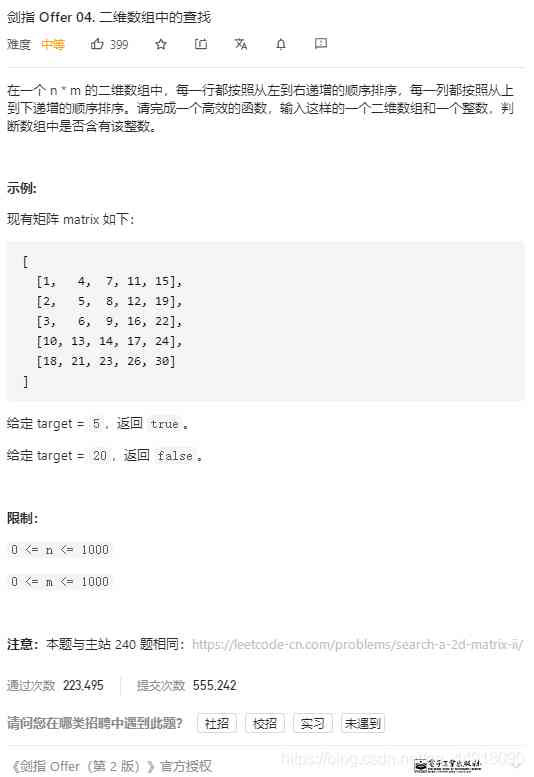 剑指 Offer 04. 二维数组中的查找
难度 中等 399
在一个 n * m 的二维数组中，每一行都按照从左到右递增的顺序排序，每一列都按照从上
到下递增的顺序排序。请完成一个高效的函数，输入这样的一个二维数组和一个整数，判
断数组中是否含有该整数。
示例:
现有矩阵 matrix 如下：
[
[1, 4, 7, 11, 15],
[2, 5, 8, 12, 19],
[3, 6, 9, 16, 22],
[10, 13, 14, 17, 24],
[18, 21, 23, 26, 30]
]
给定 target = 5，返回 true。
给定 target = 20，返回 false。
限制：
0 <= n <= 1000
0 <= m <= 1000
注意：本题与主站 240 题相同：https://leetcode-cn.com/problems/search-a-2d-matrix-ii/
通过次数 223,495 提交次数 555,242
请问您在哪类招聘中遇到此题？ 社招 校招 实习 未遇到
《剑指 Offer（第 2 版）》官方授权